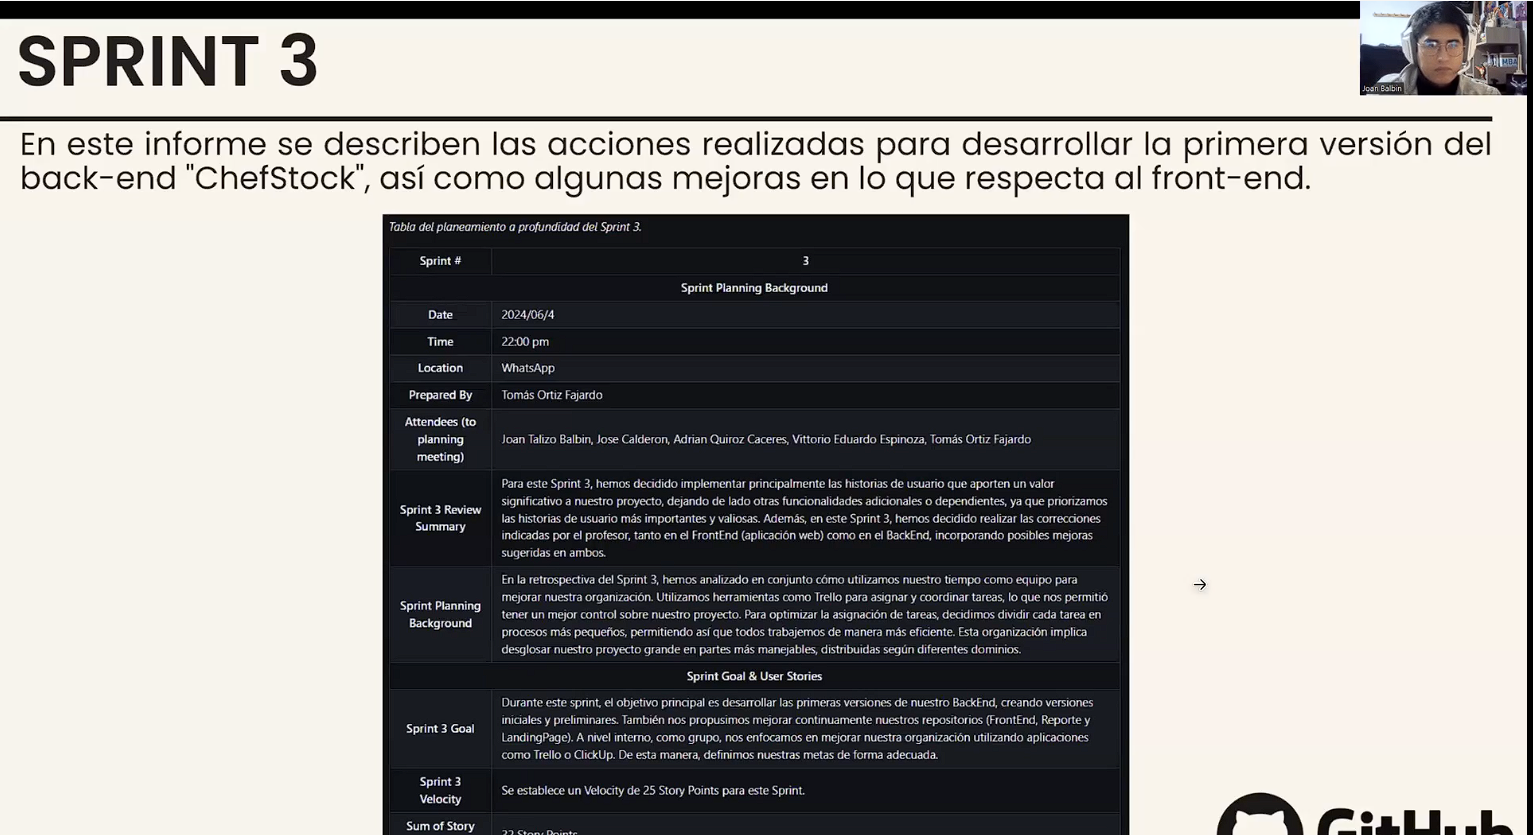 SPRINT 3
Joan Balbin
En este informe se describen las acciones realizadas para desarrollar la primera versión del
back-end "ChefStock", así como algunas mejoras en lo que respecta al front-end.
Tabla del planeamiento a profundidad del Sprint 3.
Sprint # 3
Sprint Planning Background
Date 2024/06/4
Time 22:00 pm
Location WhatsApp
Prepared By Tomás Ortiz Fajardo
Attendees (to
planning
meeting)
Joan Talizo Balbin, Jose Calderon, Adrian Quiroz Caceres, Vittorio Eduardo Espinoza, Tomás Ortiz Fajardo
Sprint 3 Review
Summary
Para este Sprint 3, hemos decidido implementar principalmente las historias de usuario que aporten un valor
significativo a nuestro proyecto, dejando de lado otras funcionalidades adicionales o dependientes, ya que priorizamos
las historias de usuario más importantes y valiosas. Además, en este Sprint 3, hemos decidido realizar las correcciones
indicadas por el profesor, tanto en el FrontEnd (aplicación web) como en el BackEnd, incorporando posibles mejoras
sugeridas en ambos.
Sprint Planning
Background
En la retrospectiva del Sprint 3, hemos analizado en conjunto cómo utilizamos nuestro tiempo como equipo para
mejorar nuestra organización. Utilizamos herramientas como Trello para asignar y coordinar tareas, lo que nos permitió
tener un mejor control sobre nuestro proyecto. Para optimizar la asignación de tareas, decidimos dividir cada tarea en
procesos más pequeños, permitiendo así que todos trabajemos de manera más eficiente. Esta organización implica
desglosar nuestro proyecto grande en partes más manejables, distribuidas según diferentes dominios.
Sprint Goal & User Stories
Sprint 3 Goal
Durante este sprint, el objetivo principal es desarrollar las primeras versiones de nuestro BackEnd, creando versiones
iniciales y preliminares. También nos propusimos mejorar continuamente nuestros repositorios (FrontEnd, Reporte y
LandingPage). A nivel interno, como grupo, nos enfocamos en mejorar nuestra organización utilizando aplicaciones
como Trello o ClickUp. De esta manera, definimos nuestras metas de forma adecuada.
Sprint 3
Velocity
Se establece un Velocity de 25 Story Points para este Sprint.
Sum of Story
Story Points
GitHub